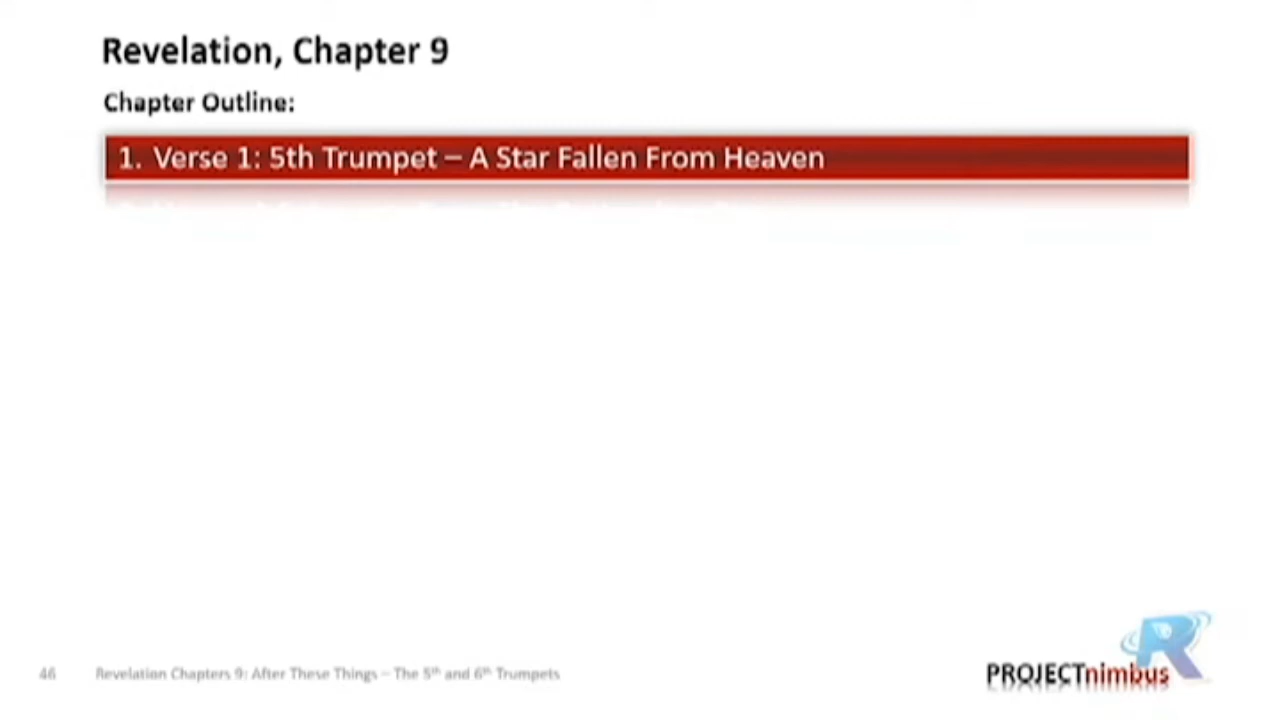 Revelation, Chapter 9
Chapter Outline:
1. Verse 1: 5th Trumpet – A Star Fallen From Heaven
46 Revelation Chapters 9: After These Things – The 5th and 6th Trumpets
PROJECTnimbus
R